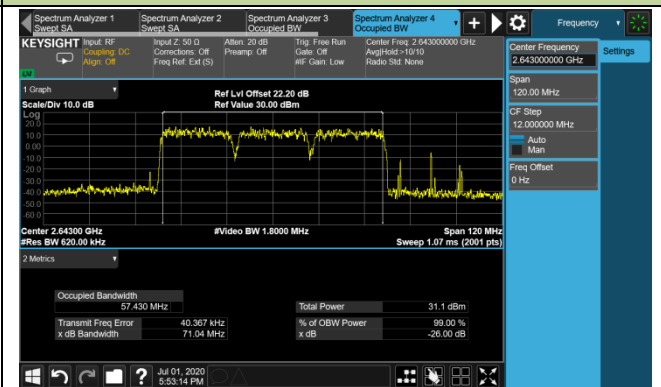 Spectrum Analyzer 1
Swept SA
Spectrum Analyzer 2
Swept SA
Spectrum Analyzer 3
Occupied BW
Spectrum Analyzer 4
Occupied BW
Frequency
KEYSIGHT
Input: RF
Coupling: DC
Align: Off
Input Z: 50 Ω
Corrections: Off
Freq Ref: Ext (S)
Atten: 20 dB
Preamp: Off
Trig: Free Run
Gate: Off
#IF Gain: Low
Center Freq: 2.643000000 GHz
Avg|Hold:>10/10
Radio Std: None
Center Frequency
2.643000000 GHz
Settings
Span
120.00 MHz
CF Step
12.000000 MHz
Auto
Man
Freq Offset
0 Hz
1 Graph
Scale/Div 10.0 dB
Ref Lvl Offset 22.20 dB
Ref Value 30.00 dBm
Log
20.0
10.0
0.00
-10.0
-20.0
-30.0
-40.0
-50.0
-60.0
Center 2.64300 GHz
#Res BW 620.00 kHz
#Video BW 1.8000 MHz
Span 120 MHz
Sweep 1.07 ms (2001 pts)
2 Metrics
Occupied Bandwidth
57.430 MHz
Total Power 31.1 dBm
Transmit Freq Error 40.367 kHz
% of OBW Power 99.00 %
x dB Bandwidth 71.04 MHz
x dB -26.00 dB
Jul 01, 2020
5:53:14 PM